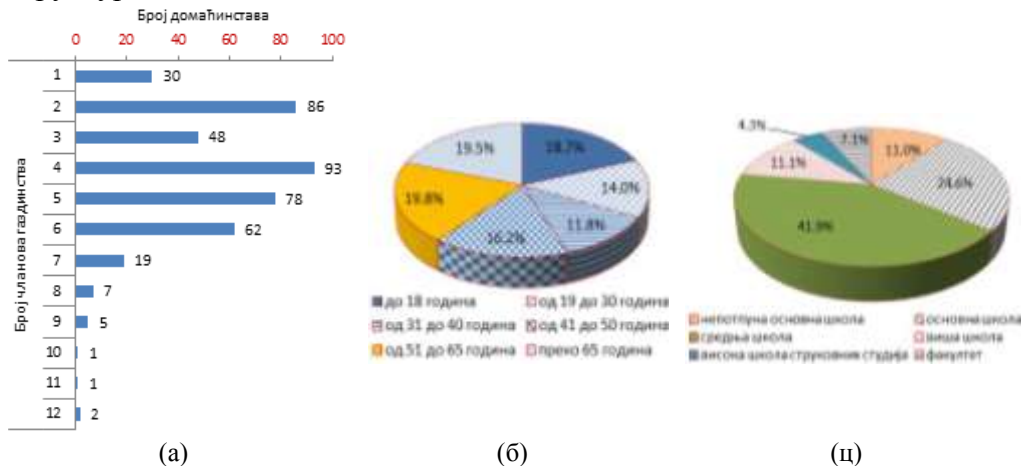 Број домаћинстава
0 20 40 60 80 100
Број чланова газдинства
1 30
2 86
3 48
4 93
5 78
6 62
7 19
8 7
9 5
10 1
11 1
12 2
(а)
19.5% 18.7%
14.0%
11.8%
16.2%
19.8%
до 18 година од 19 до 30 година
од 31 до 40 година од 41 до 50 година
од 51 до 65 година преко 65 година
(б)
4.3% 7.1% 11.0%
11.1% 24.6%
41.9%
непотпуна основна школа основна школа
средња школа виша школа
висока школа струковних студија факултет
(ц)